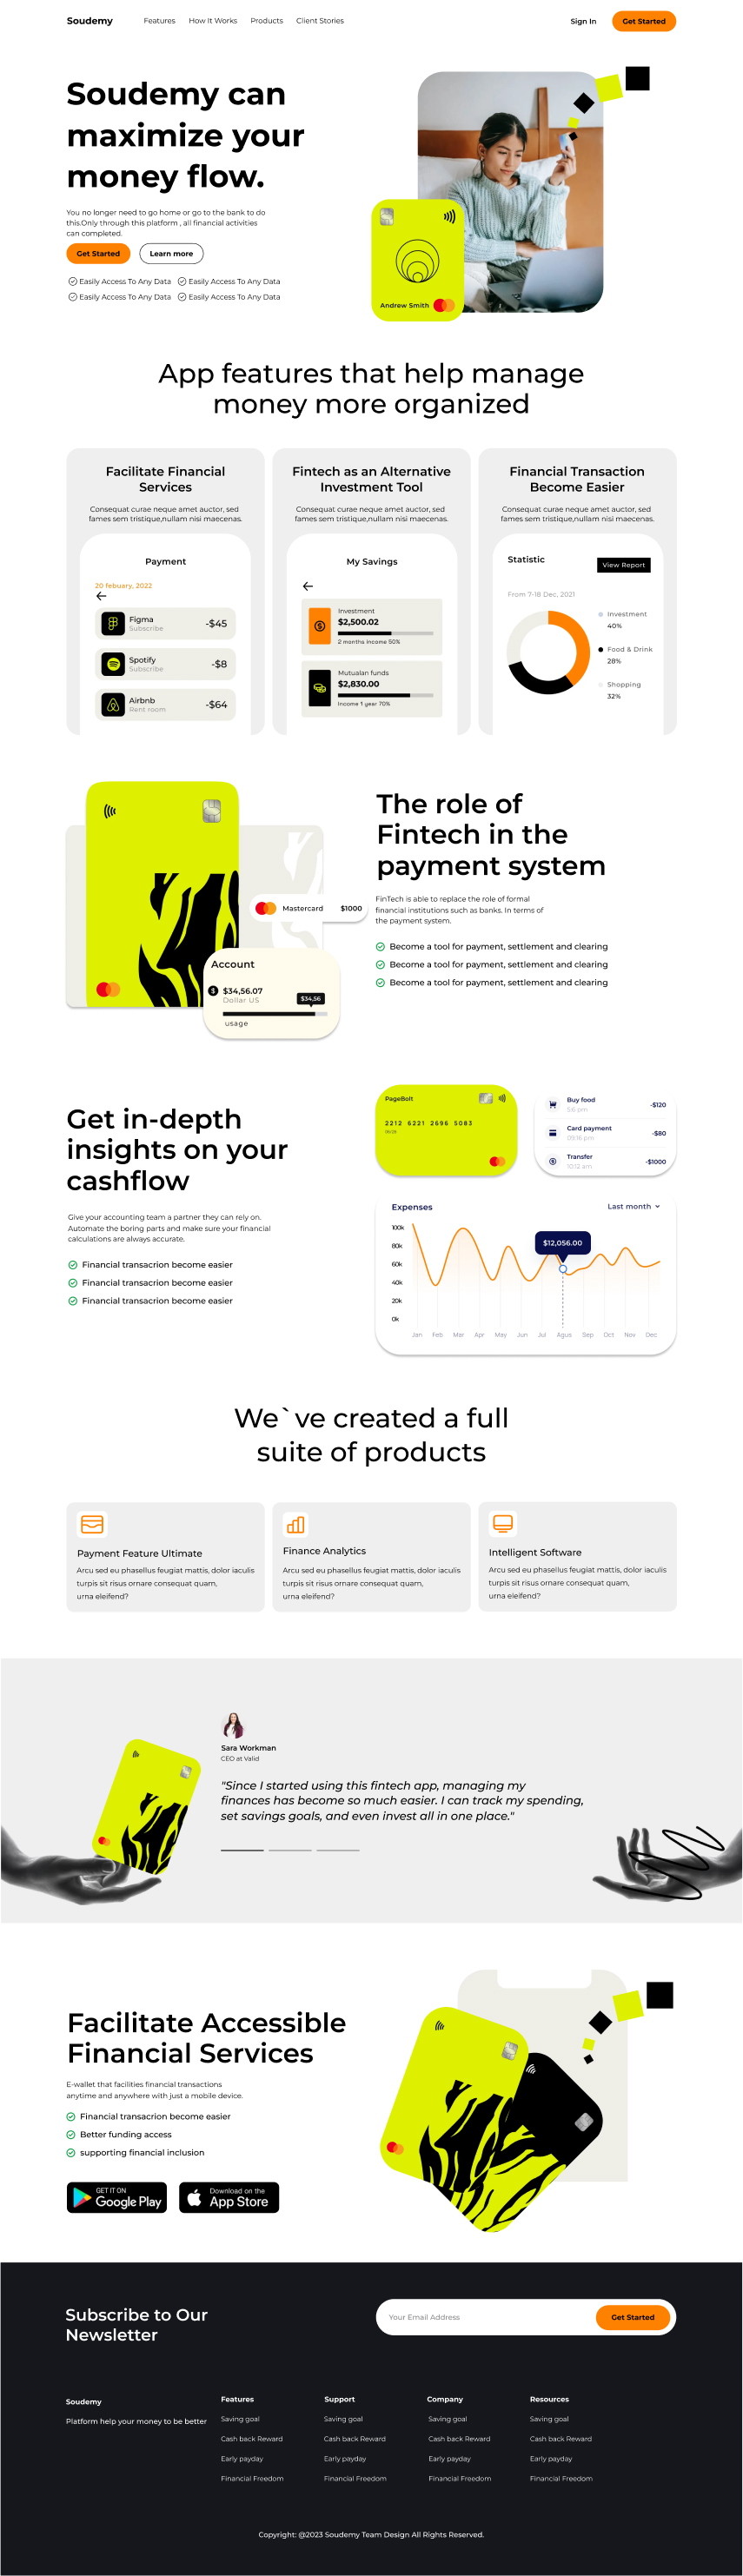 Soudemy
Features
How It Works
Products
Client Stories
Sign In
Get Started
Soudemy can
maximize your
money flow.
You no longer need to go home or go to the bank to do
this.Only through this platform , all financial activities
can completed.
Get Started
Learn more
Easily Access To Any Data
Easily Access To Any Data
Easily Access To Any Data
Easily Access To Any Data
Andrew Smith
App features that help manage
money more organized
Facilitate Financial
Services
Consequat curae neque amet auctor, sed
fames sem tristique,nullam nisi maecenas.
Payment
20 febuary, 2022
Figma
Subscribe
-$45
Spotify
Subscribe
-$8
Airbnb
Rent room
-$64
Fintech as an Alternative
Investment Tool
Consequat curae neque amet auctor, sed
fames sem tristique,nullam nisi maecenas.
My Savings
Investment
$2,500.02
2 months income 50%
Mutualan funds
$2,830.00
Income 1 year 70%
Financial Transaction
Become Easier
Consequat curae neque amet auctor, sed
fames sem tristique,nullam nisi maecenas.
Statistic
View Report
From 7-18 Dec, 2021
Investment
40%
Food & Drink
28%
Shopping
32%
Mastercard
$1000
Account
$34,56.07
Dollar US
$34,56
usage
The role of
Fintech in the
payment system
FinTech is able to replace the role of formal
financial institutions such as banks. In terms of
the payment system.
Become a tool for payment, settlement and clearing
Become a tool for payment, settlement and clearing
Become a tool for payment, settlement and clearing
Get in-depth
insights on your
cashflow
Give your accounting team a partner they can rely on.
Automate the boring parts and make sure your financial
calculations are always accurate.
Financial transacrion become easier
Financial transacrion become easier
Financial transacrion become easier
PageBolt
2212 6221 2696 5083
Buy food
5:6 pm
-$120
Card payment
09:16 pm
-$80
Transfer
10:12 am
-$1000
Expenses
Last month
$12,056.00
100k
80k
60k
40k
20k
0k
Jan Feb Mar Apr May Jun Jul Agus Sep Oct Nov Dec
We`ve created a full
suite of products
Payment Feature Ultimate
Arcu sed eu phasellus feugiat mattis, dolor iaculis
turpis sit risus ornare consequat quam,
urna eleifend?
Finance Analytics
Arcu sed eu phasellus feugiat mattis, dolor iaculis
turpis sit risus ornare consequat quam,
urna eleifend?
Intelligent Software
Arcu sed eu phasellus feugiat mattis, dolor iaculis
turpis sit risus ornare consequat quam,
urna eleifend?
Sara Workman
CEO at Valid
"Since I started using this fintech app, managing my
finances has become so much easier. I can track my spending,
set savings goals, and even invest all in one place."
Facilitate Accessible
Financial Services
E-wallet that facilities financial transactions
anytime and anywhere with just a mobile device.
Financial transacrion become easier
Better funding access
supporting financial inclusion
GET IT ON
Google Play
Download on the
App Store
Subscribe to Our
Newsletter
Your Email Address
Get Started
Soudemy
Platform help your money to be better
Features
Saving goal
Cash back Reward
Early payday
Financial Freedom
Support
Saving goal
Cash back Reward
Early payday
Financial Freedom
Company
Saving goal
Cash back Reward
Early payday
Financial Freedom
Resources
Saving goal
Cash back Reward
Early payday
Financial Freedom
Copyright: @2023 Soudemy Team Design All Rights Reserved.